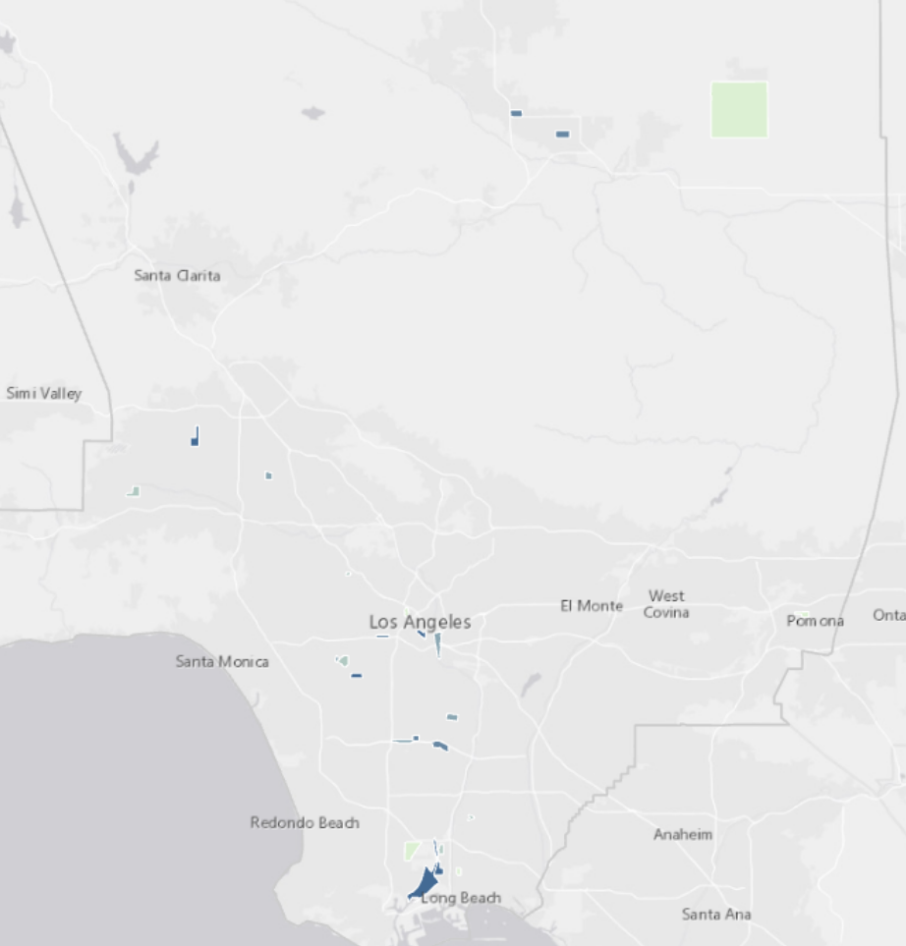 Santa Clarita
Simi Valley
El Monte
West
Covina
Los Angeles
Pomona
Onta
Santa Monica
Redondo Beach
Anaheim
Long Beach
Santa Ana